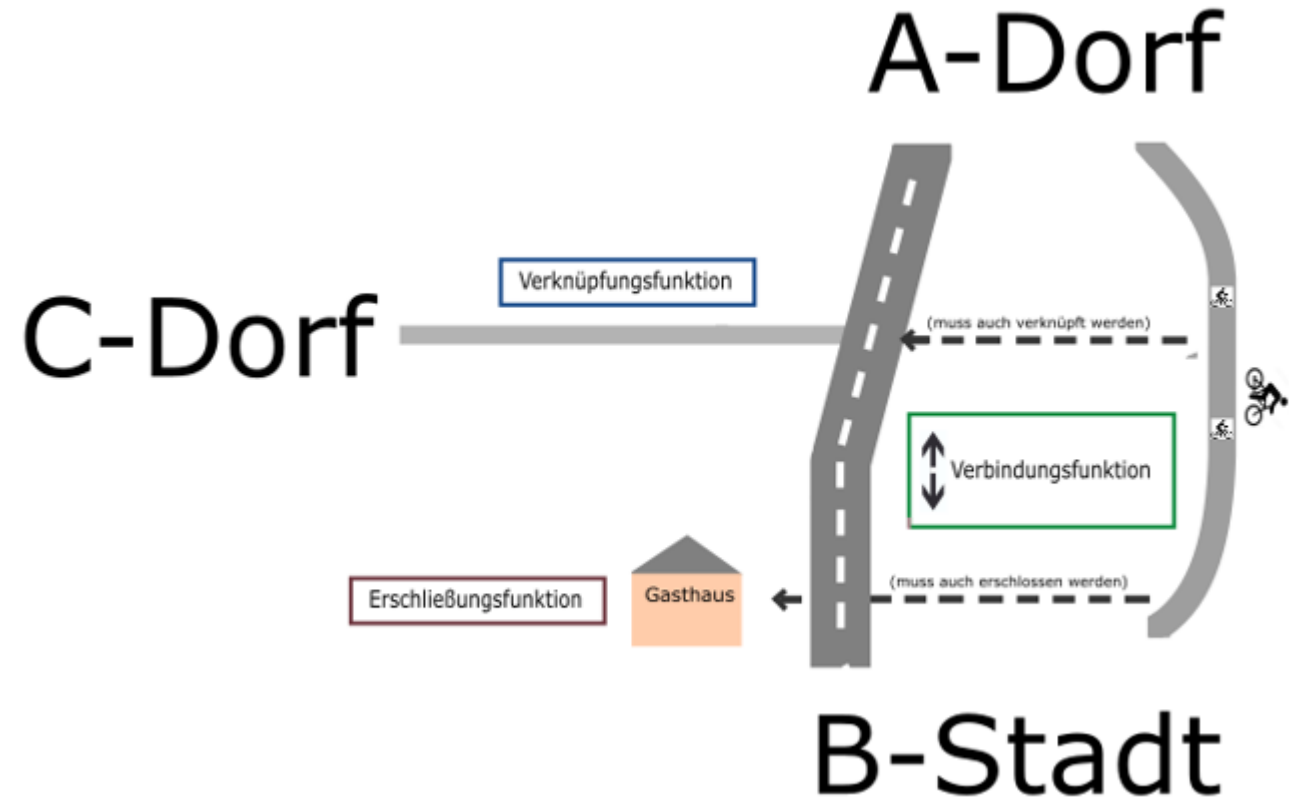 A-Dorf
Verknüpfungsfunktion
C-Dorf
(muss auch verknüpft werden)
Verbindungsfunktion
(muss auch erschlossen werden)
Erschließungsfunktion
Gasthaus
B-Stadt